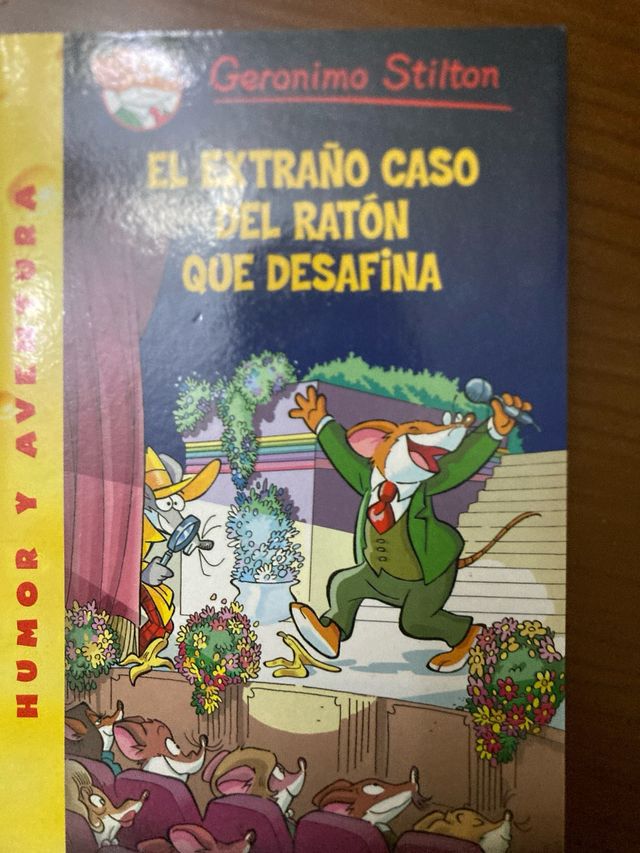 Geronimo Stilton
EL EXTRAÑO CASO
DEL RATÓN
QUE DESAFINA
HUMOR Y AVENTURA